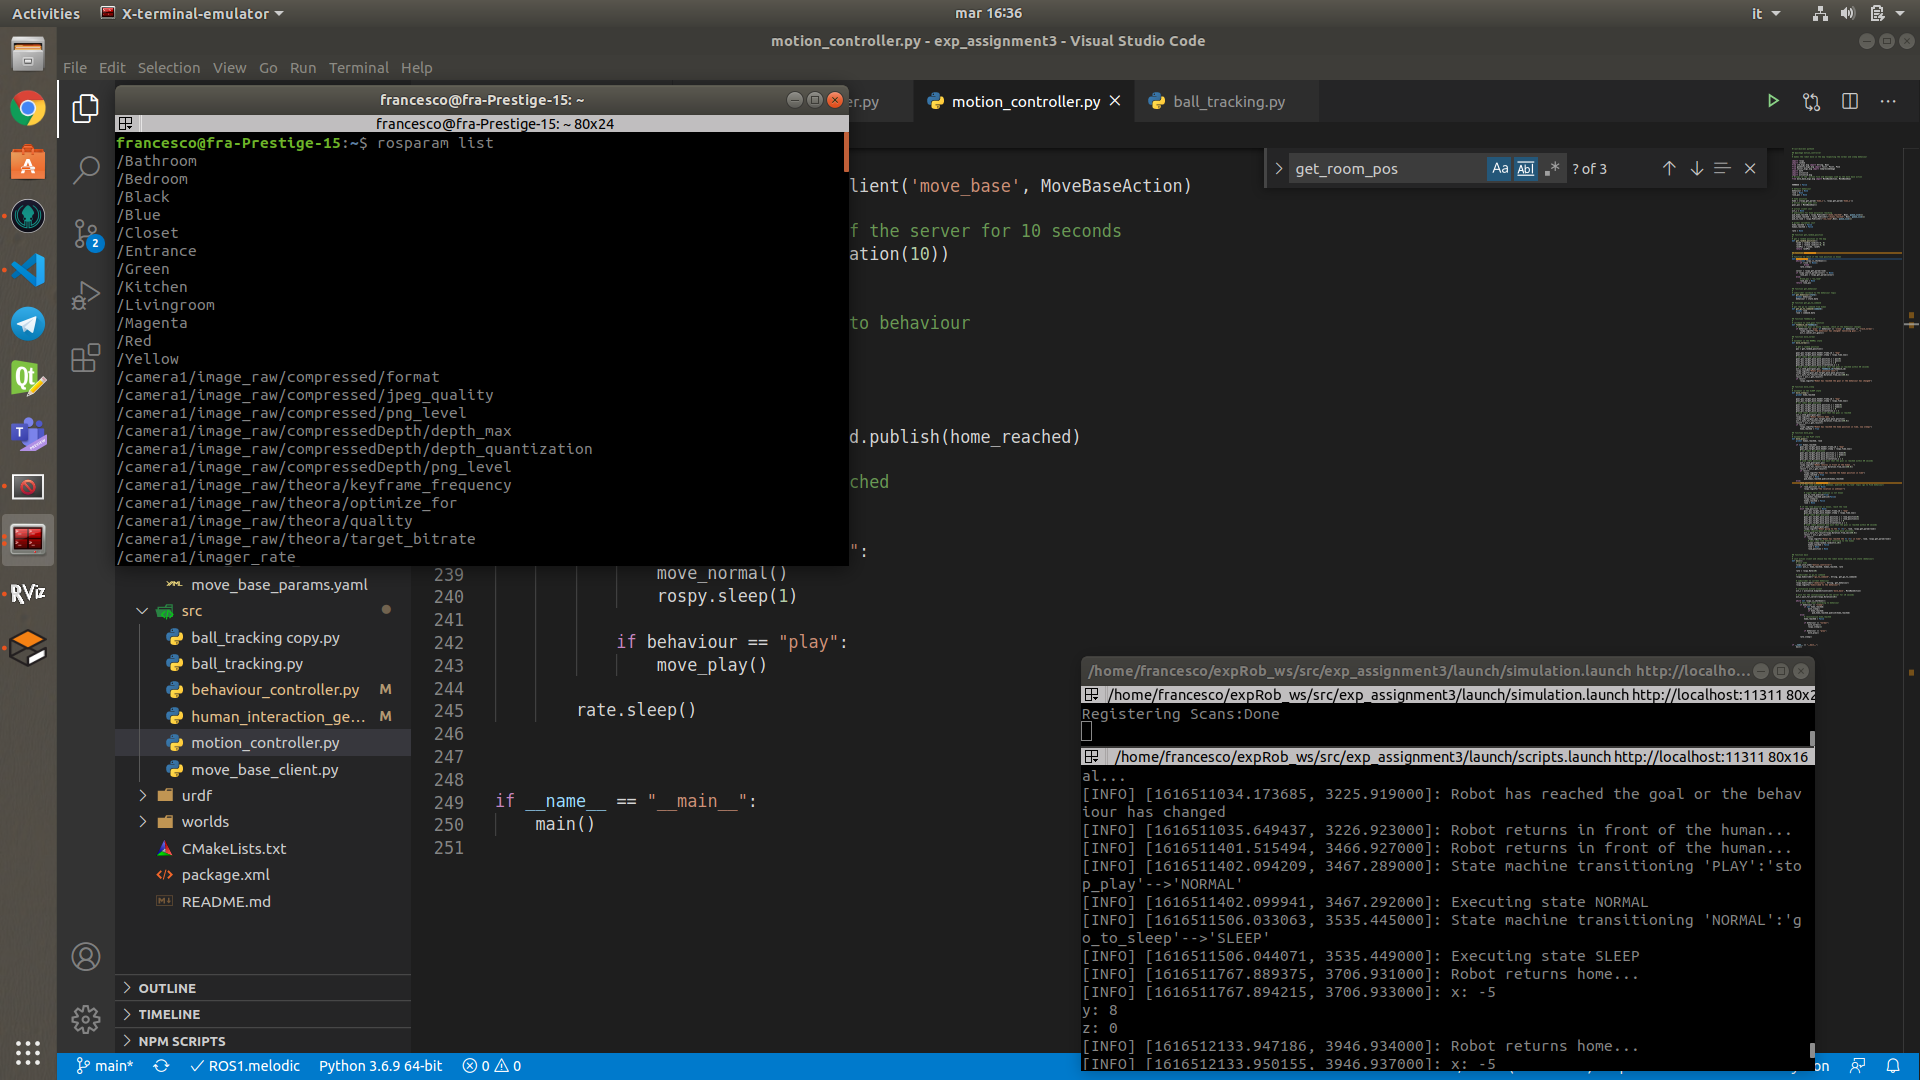 Activities
X-terminal-emulator
mar 16:36
it
motion_controller.py - exp_assignment3 - Visual Studio Code
File Edit Selection View Go Run Terminal Help
francesco@fra-Prestige-15: ~
francesco@fra-Prestige-15: ~ 80x24
francesco@fra-Prestige-15:~$ rosparam list
/Bathroom
/Bedroom
/Black
/Blue
/Closet
/Entrance
/Green
/Kitchen
/Livingroom
/Magenta
/Red
/Yellow
/camera1/image_raw/compressed/format
/camera1/image_raw/compressed/jpeg_quality
/camera1/image_raw/compressed/png_level
/camera1/image_raw/compressedDepth/depth_max
/camera1/image_raw/compressedDepth/depth_quantization
/camera1/image_raw/compressedDepth/png_level
/camera1/image_raw/theora/keyframe_frequency
/camera1/image_raw/theora/optimize_for
/camera1/image_raw/theora/quality
/camera1/image_raw/theora/target_bitrate
/camera1/imager_rate
er.py
motion_controller.py
ball_tracking.py
get_room_pos
Aa
Abl
? of 3
lient('move_base', MoveBaseAction)
f the server for 10 seconds
ation(10))
to behaviour
d.publish(home_reached)
ched
":
2
Qt
RViz
move_base_params.yaml
src
ball_tracking copy.py
ball_tracking.py
behaviour_controller.py M
human_interaction_ge... M
motion_controller.py
move_base_client.py
urdf
worlds
CMakeLists.txt
package.xml
README.md
OUTLINE
TIMELINE
NPM SCRIPTS
239 move_normal()
240 rospy.sleep(1)
241
242 if behaviour == "play":
243 move_play()
244
245 rate.sleep()
246
247
248
249 if __name__ == "__main__":
250 main()
251
/home/francesco/expRob_ws/src/exp_assignment3/launch/simulation.launch http://localho...
/home/francesco/expRob_ws/src/exp_assignment3/launch/simulation.launch http://localhost:11311 80x2
Registering Scans:Done
/home/francesco/expRob_ws/src/exp_assignment3/launch/scripts.launch http://localhost:11311 80x16
al...
[INFO] [1616511034.173685, 3225.919000]: Robot has reached the goal or the behav
iour has changed
[INFO] [1616511035.649437, 3226.923000]: Robot returns in front of the human...
[INFO] [1616511401.515494, 3466.927000]: Robot returns in front of the human...
[INFO] [1616511402.094209, 3467.289000]: State machine transitioning 'PLAY':'sto
p_play'-->'NORMAL'
[INFO] [1616511402.099941, 3467.292000]: Executing state NORMAL
[INFO] [1616511506.033063, 3535.445000]: State machine transitioning 'NORMAL':'g
o_to_sleep'-->'SLEEP'
[INFO] [1616511506.044071, 3535.449000]: Executing state SLEEP
[INFO] [1616511767.889375, 3706.931000]: Robot returns home...
[INFO] [1616511767.894215, 3706.933000]: x: -5
y: 8
z: 0
[INFO] [1616512133.947186, 3946.934000]: Robot returns home...
[INFO] [1616512133.950155, 3946.937000]: x: -5
main* ROS1.melodic Python 3.6.9 64-bit 0 0
on